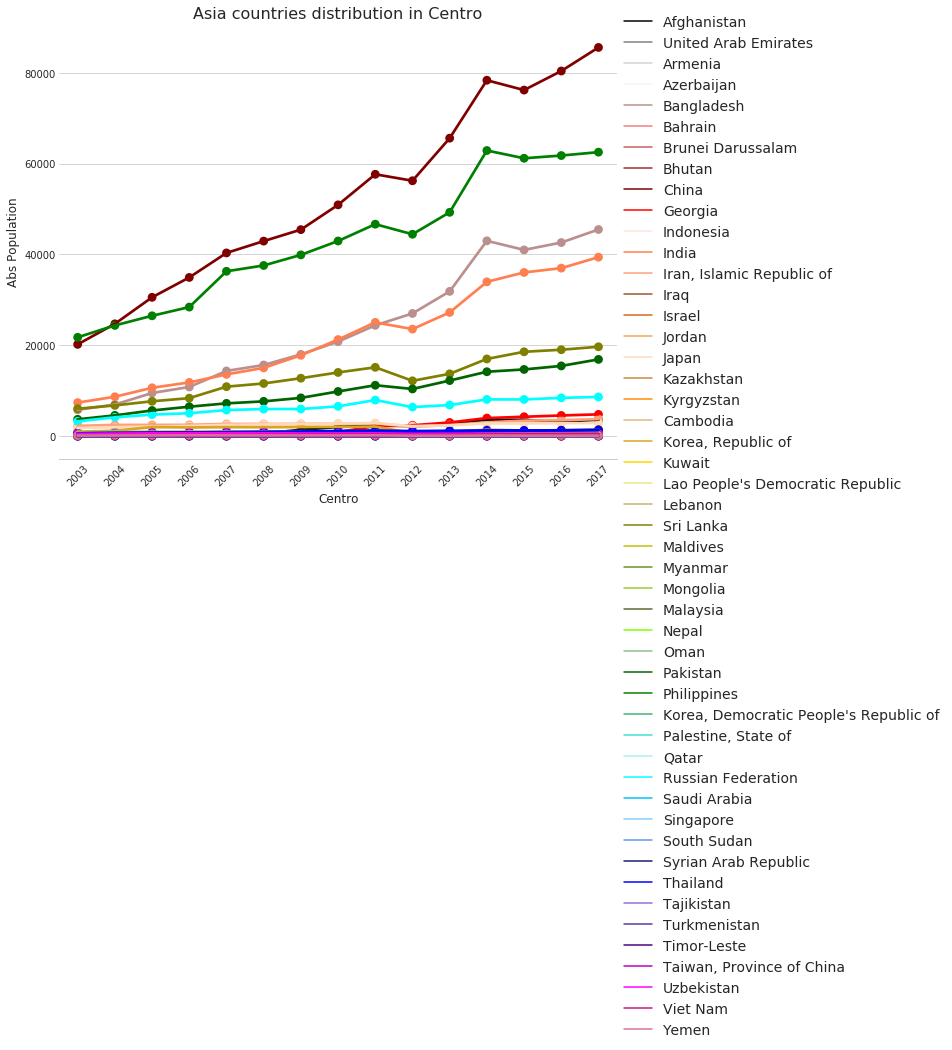 Asia countries distribution in Centro
Abs Population
80000
60000
40000
20000
0
2003
2004
2005
2006
2007
2008
2009
2010
2011
2012
2013
2014
2015
2016
2017
Centro
Afghanistan
United Arab Emirates
Armenia
Azerbaijan
Bangladesh
Bahrain
Brunei Darussalam
Bhutan
China
Georgia
Indonesia
India
Iran, Islamic Republic of
Iraq
Israel
Jordan
Japan
Kazakhstan
Kyrgyzstan
Cambodia
Korea, Republic of
Kuwait
Lao People's Democratic Republic
Lebanon
Sri Lanka
Maldives
Myanmar
Mongolia
Malaysia
Nepal
Oman
Pakistan
Philippines
Korea, Democratic People's Republic of
Palestine, State of
Qatar
Russian Federation
Saudi Arabia
Singapore
South Sudan
Syrian Arab Republic
Thailand
Tajikistan
Turkmenistan
Timor-Leste
Taiwan, Province of China
Uzbekistan
Viet Nam
Yemen